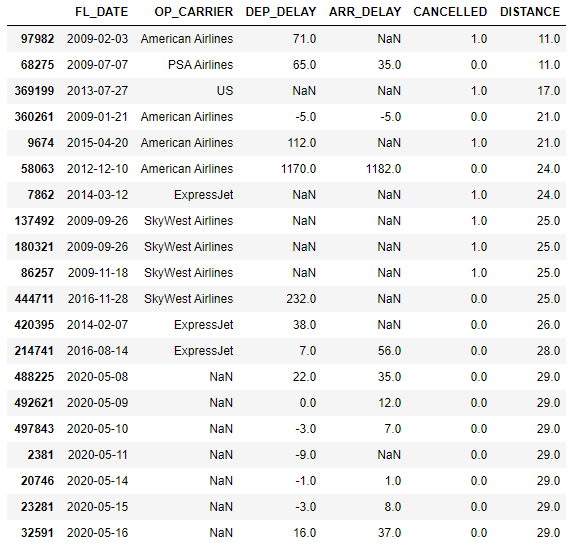 FL_DATE OP_CARRIER DEP_DELAY ARR_DELAY CANCELLED DISTANCE
97982 2009-02-03 American Airlines 71.0 NaN 1.0 11.0
68275 2009-07-07 PSA Airlines 65.0 35.0 0.0 11.0
369199 2013-07-27 US NaN NaN 1.0 17.0
360261 2009-01-21 American Airlines -5.0 -5.0 0.0 21.0
9674 2015-04-20 American Airlines 112.0 NaN 1.0 21.0
58063 2012-12-10 American Airlines 1170.0 1182.0 0.0 24.0
7862 2014-03-12 ExpressJet NaN NaN 1.0 24.0
137492 2009-09-26 SkyWest Airlines NaN NaN 1.0 25.0
180321 2009-09-26 SkyWest Airlines NaN NaN 1.0 25.0
86257 2009-11-18 SkyWest Airlines NaN NaN 1.0 25.0
444711 2016-11-28 SkyWest Airlines 232.0 NaN 0.0 25.0
420395 2014-02-07 ExpressJet 38.0 NaN 0.0 26.0
214741 2016-08-14 ExpressJet 7.0 56.0 0.0 28.0
488225 2020-05-08 NaN 22.0 35.0 0.0 29.0
492621 2020-05-09 NaN 0.0 12.0 0.0 29.0
497843 2020-05-10 NaN -3.0 7.0 0.0 29.0
2381 2020-05-11 NaN -9.0 NaN 0.0 29.0
20746 2020-05-14 NaN -1.0 1.0 0.0 29.0
23281 2020-05-15 NaN -3.0 8.0 0.0 29.0
32591 2020-05-16 NaN 16.0 37.0 0.0 29.0